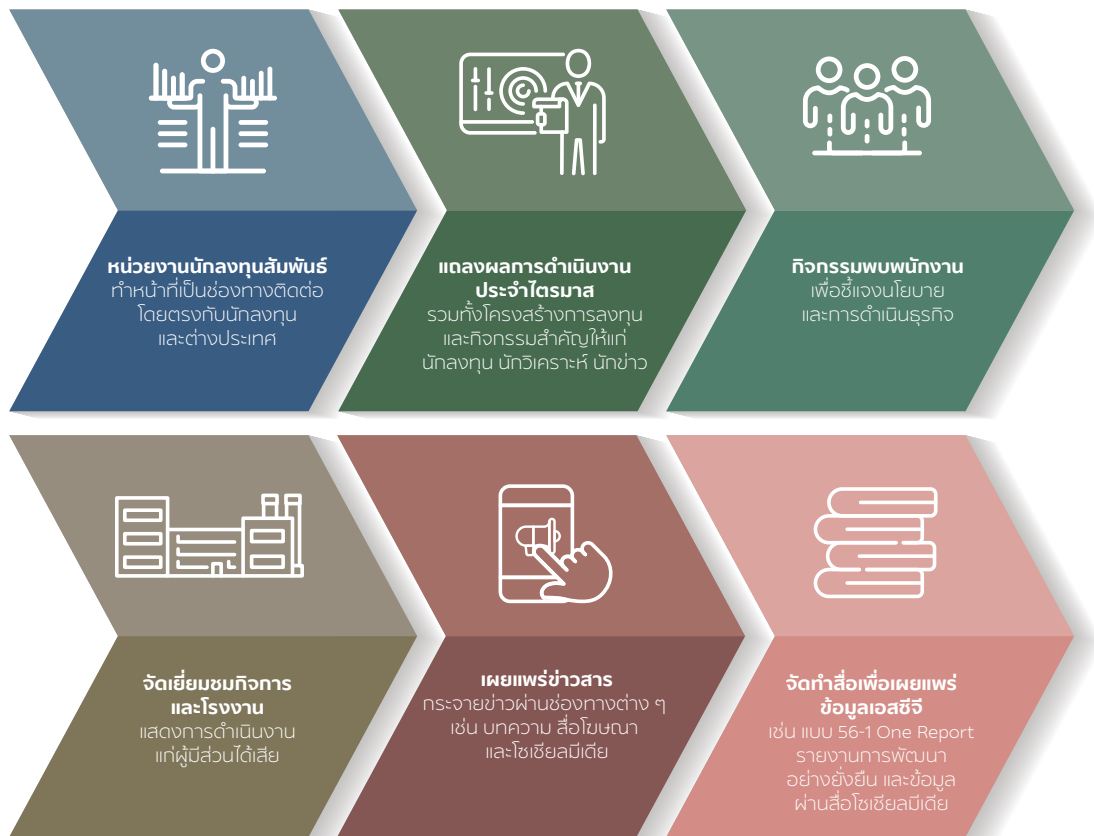 หน่วยงานนักลงทุนสัมพันธ์
ทำหน้าที่เป็นช่องทางติดต่อ
โดยตรงกับนักลงทุน
และต่างประเทศ
แถลงผลการดำเนินงาน
ประจำไตรมาส
รวมทั้งโครงสร้างการลงทุน
และกิจกรรมสำคัญให้แก่
นักลงทุน นักวิเคราะห์ นักข่าว
กิจกรรมพบพนักงาน
เพื่อชี้แจงนโยบาย
และการดำเนินธุรกิจ
จัดเยี่ยมชมกิจการ
และโรงงาน
แสดงการดำเนินงาน
แก่ผู้มีส่วนได้เสีย
เผยแพร่ข่าวสาร
กระจายข่าวผ่านช่องทางต่าง ๆ
เช่น บทความ สื่อโฆษณา
และโซเชียลมีเดีย
จัดทำสื่อเพื่อเผยแพร่
ข้อมูลเอสซีจี
เช่น แบบ 56-1 One Report
รายงานการพัฒนา
อย่างยั่งยืน และข้อมูล
ผ่านสื่อโซเชียลมีเดีย